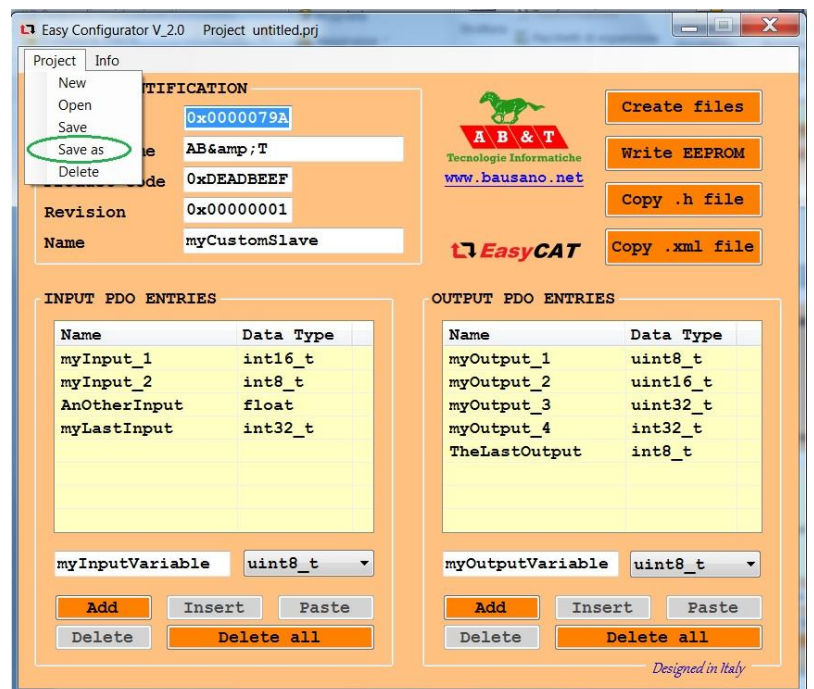 Easy Configurator V_2.0 Project untitled.prj
Project Info
New
Open
Save
Save as
Delete
0x0000079A
AB&amp;T
0xDEADBEEF
Revision 0x00000001
Name myCustomSlave
A B & T
Tecnologie Informatiche
www.bausano.net
EasyCAT
Create files
Write EEPROM
Copy .h file
Copy .xml file
INPUT PDO ENTRIES
Name Data Type
myInput_1 int16_t
myInput_2 int8_t
AnOtherInput float
myLastInput int32_t
myInputVariable uint8_t
Add Insert Paste
Delete Delete all
OUTPUT PDO ENTRIES
Name Data Type
myOutput_1 uint8_t
myOutput_2 uint16_t
myOutput_3 uint32_t
myOutput_4 int32_t
TheLastOutput int8_t
myOutputVariable uint8_t
Add Insert Paste
Delete Delete all
Designed in Italy